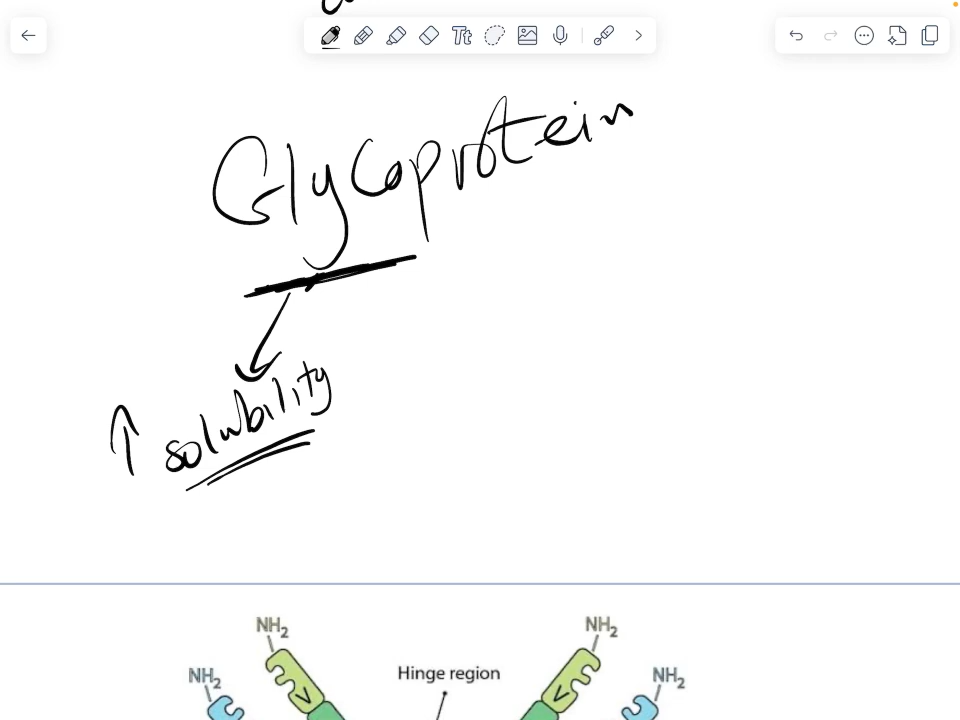 Glycoprotein
↑ solubility
NH₂ NH₂
Hinge region
NH₂ NH₂
V V